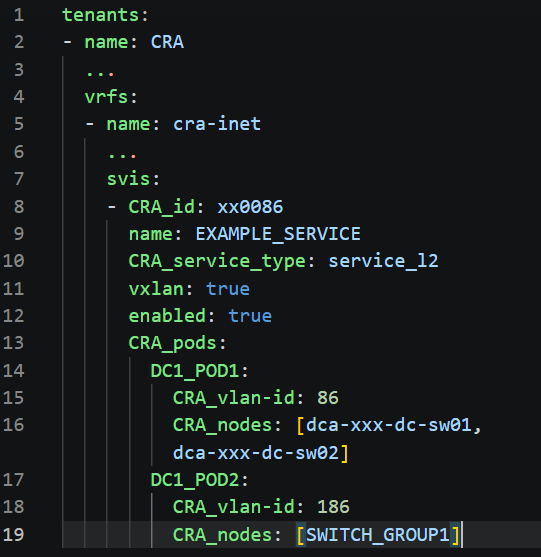 1 tenants:
2 - name: CRA
3 ...
4 vrfs:
5 - name: cra-inet
6 ...
7 svis:
8 - CRA_id: xx0086
9 name: EXAMPLE_SERVICE
10 CRA_service_type: service_l2
11 vxlan: true
12 enabled: true
13 CRA_pods:
14 DC1_POD1:
15 CRA_vlan-id: 86
16 CRA_nodes: [dca-xxx-dc-sw01,
dca-xxx-dc-sw02]
17 DC1_POD2:
18 CRA_vlan-id: 186
19 CRA_nodes: [SWITCH_GROUP1]